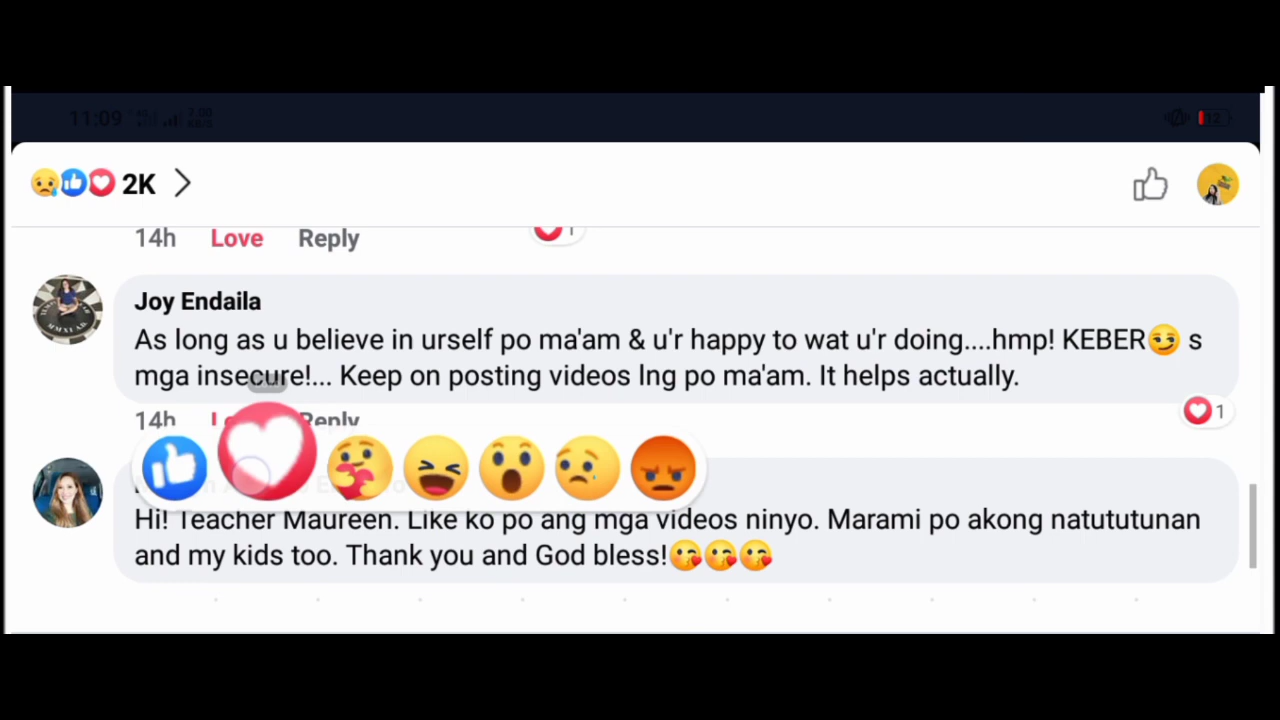 11:09
2K
14h Love Reply 1
Joy Endaila
As long as u believe in urself po ma'am & u'r happy to wat u'r doing....hmp! KEBER😏 s
mga insecure!... Keep on posting videos lng po ma'am. It helps actually.
14h Reply 1
Hi! Teacher Maureen. Like ko po ang mga videos ninyo. Marami po akong natututunan
and my kids too. Thank you and God bless!😘😘😘